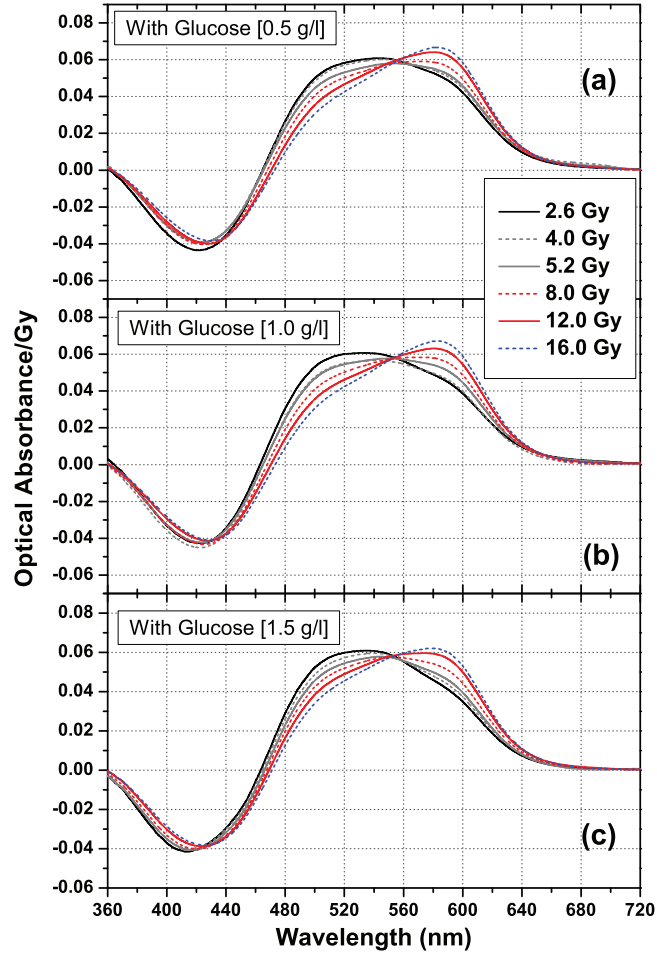 With Glucose [0.5 g/l]
(a)
0.08
0.06
0.04
0.02
0.00
-0.02
-0.04
-0.06
2.6 Gy
4.0 Gy
5.2 Gy
8.0 Gy
12.0 Gy
16.0 Gy
With Glucose [1.0 g/l]
(b)
0.08
0.06
0.04
0.02
0.00
-0.02
-0.04
-0.06
Optical Absorbance/Gy
With Glucose [1.5 g/l]
(c)
0.08
0.06
0.04
0.02
0.00
-0.02
-0.04
-0.06
360 400 440 480 520 560 600 640 680 720
Wavelength (nm)